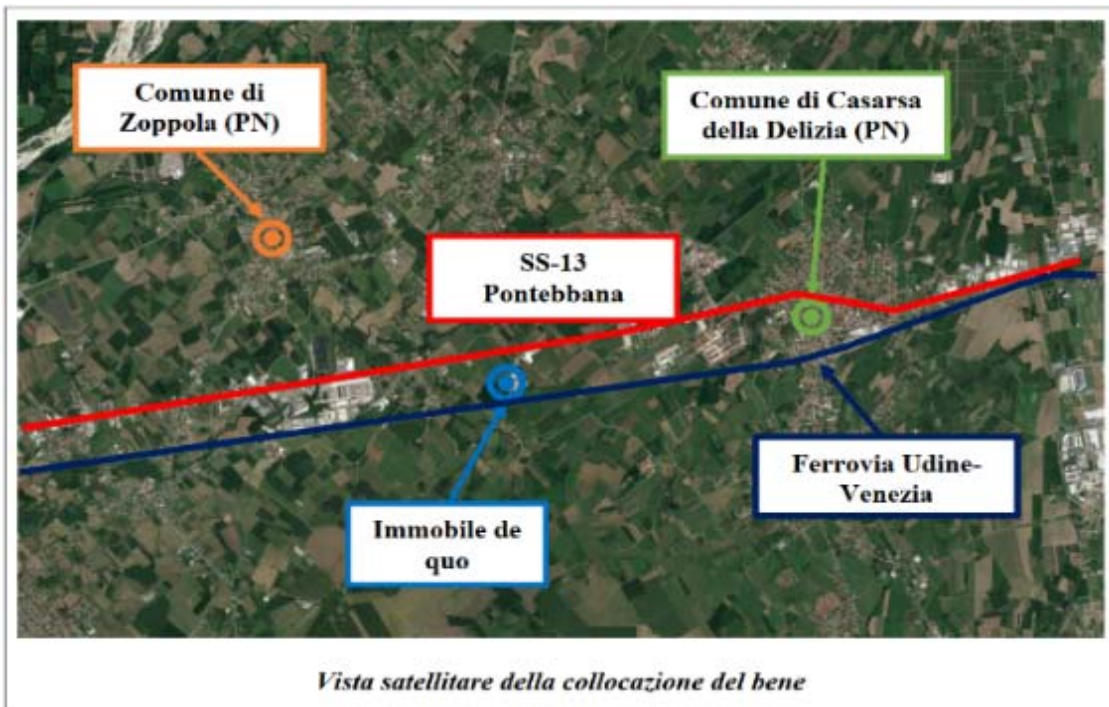 Comune di
Zoppola (PN)
Comune di Casarsa
della Delizia (PN)
SS-13
Pontebbana
Ferrovia Udine-
Venezia
Immobile de
quo
Vista satellitare della collocazione del bene